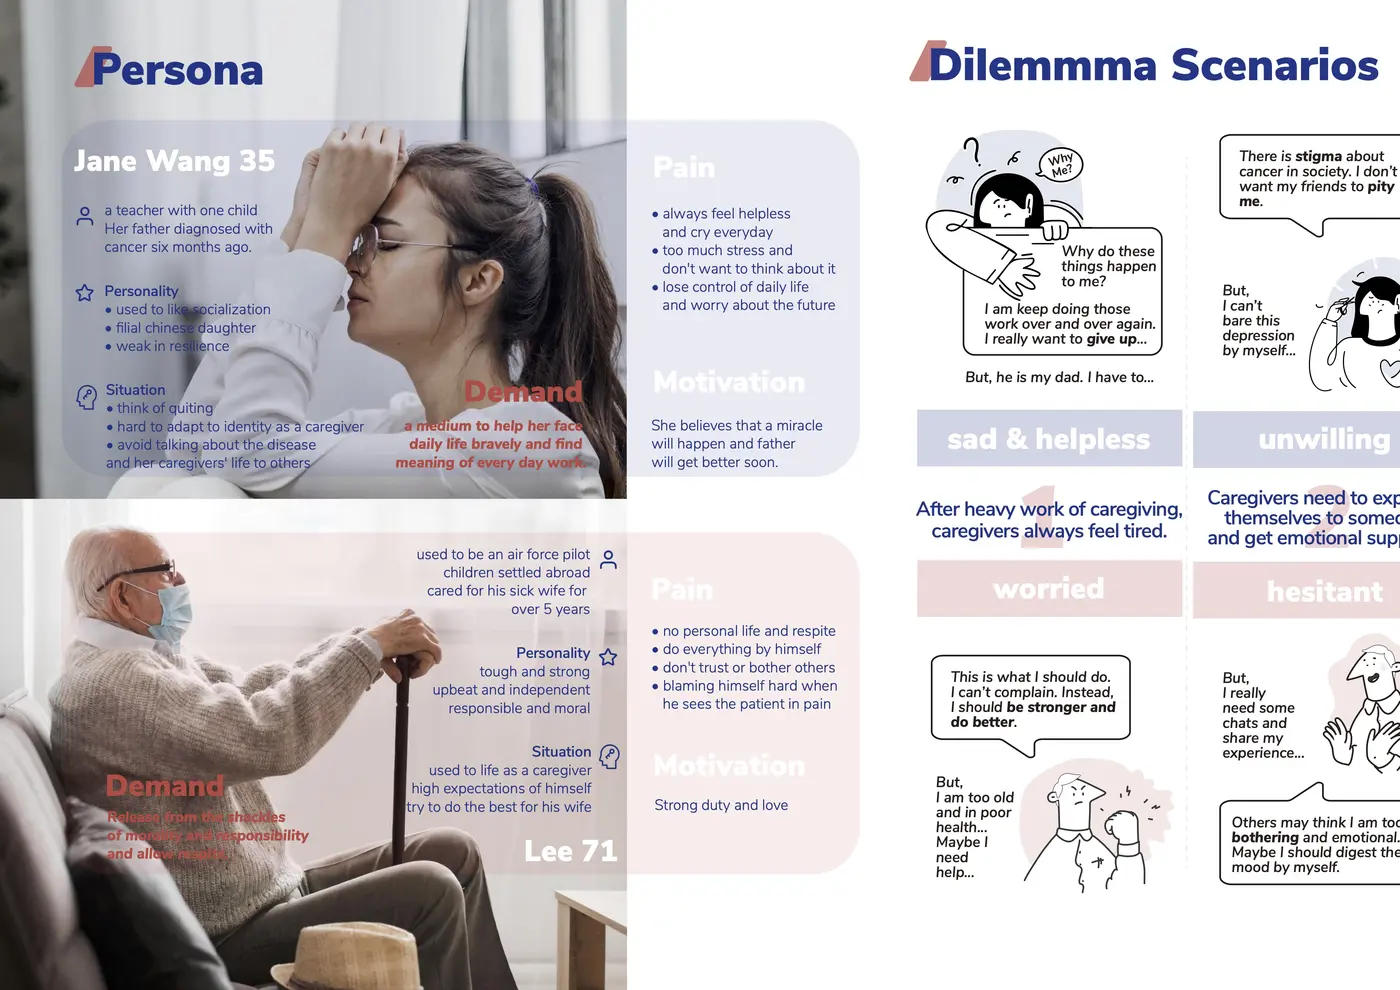 Persona
Jane Wang 35
a teacher with one child
Her father diagnosed with
cancer six months ago.
Personality
• used to like socialization
• filial chinese daughter
• weak in resilience
Situation
• think of quiting
• hard to adapt to identity as a caregiver
• avoid talking about the disease
and her caregivers' life to others
Demand
a medium to help her face
daily life bravely and find
meaning of every day work.
Pain
• always feel helpless
and cry everyday
• too much stress and
don't want to think about it
• lose control of daily life
and worry about the future
Motivation
She believes that a miracle
will happen and father
will get better soon.
used to be an air force pilot
children settled abroad
cared for his sick wife for
over 5 years
Personality
tough and strong
upbeat and independent
responsible and moral
Situation
used to life as a caregiver
high expectations of himself
try to do the best for his wife
Lee 71
Demand
Release from the shackles
of morality and responsibility
and allow respite
Pain
• no personal life and respite
• do everything by himself
• don't trust or bother others
• blaming himself hard when
he sees the patient in pain
Motivation
Strong duty and love
Dilemmma Scenarios
?
Why
Me?
Why do these
things happen
to me?
I am keep doing those
work over and over again.
I really want to give up...
But, he is my dad. I have to...
sad & helpless
1
After heavy work of caregiving,
caregivers always feel tired.
worried
This is what I should do.
I can't complain. Instead,
I should be stronger and
do better.
But,
I am too old
and in poor
health...
Maybe I
need
help...
There is stigma about
cancer in society. I don't
want my friends to pity
me.
But,
I can't
bare this
depression
by myself...
unwilling
2
Caregivers need to exp
themselves to someo
and get emotional supp
hesitant
But,
I really
need some
chats and
share my
experience...
Others may think I am too
bothering and emotional.
Maybe I should digest the
mood by myself.